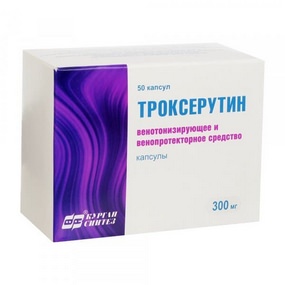 50 капсул
ТРОКСЕРУТИН
венотонизирующее и
венопротекторное средство
капсулы
КУРГАН
СИНТЕЗ
300 мг